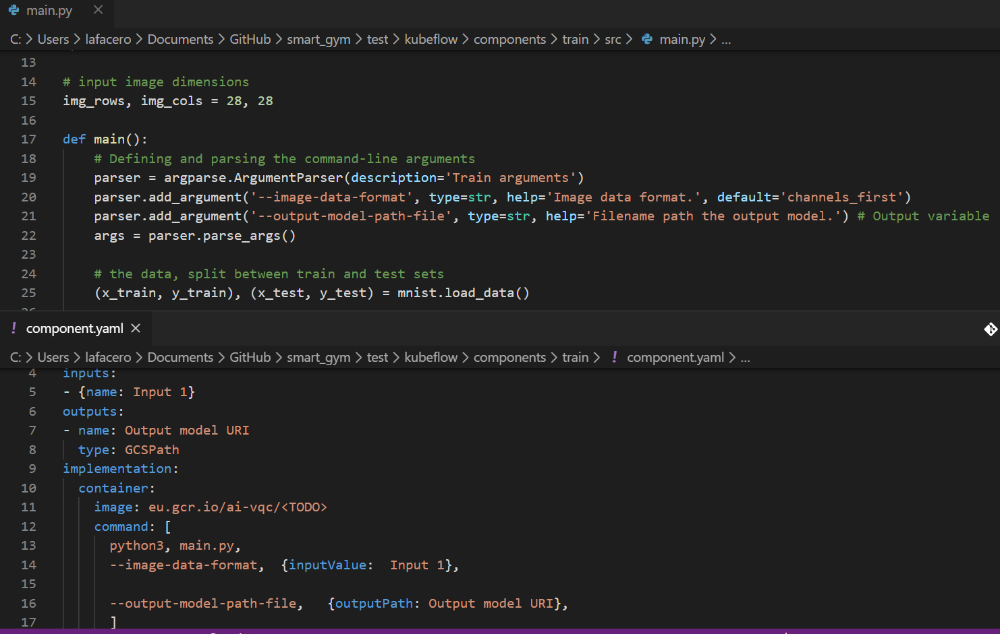 main.py
C: > Users > lafacero > Documents > GitHub > smart_gym > test > kubeflow > components > train > src > main.py > ...
13
14 # input image dimensions
15 img_rows, img_cols = 28, 28
16
17 def main():
18     # Defining and parsing the command-line arguments
19     parser = argparse.ArgumentParser(description='Train arguments')
20     parser.add_argument('--image-data-format', type=str, help='Image data format.', default='channels_first')
21     parser.add_argument('--output-model-path-file', type=str, help='Filename path the output model.') # Output variable
22     args = parser.parse_args()
23
24     # the data, split between train and test sets
25     (x_train, y_train), (x_test, y_test) = mnist.load_data()
! component.yaml
C: > Users > lafacero > Documents > GitHub > smart_gym > test > kubeflow > components > train > ! component.yaml > ...
4 inputs:
5 - {name: Input 1}
6 outputs:
7 - name: Output model URI
8   type: GCSPath
9 implementation:
10   container:
11     image: eu.gcr.io/ai-vqc/<TODO>
12     command: [
13       python3, main.py,
14       --image-data-format,  {inputValue:  Input 1},
15
16       --output-model-path-file,   {outputPath: Output model URI},
17       ]